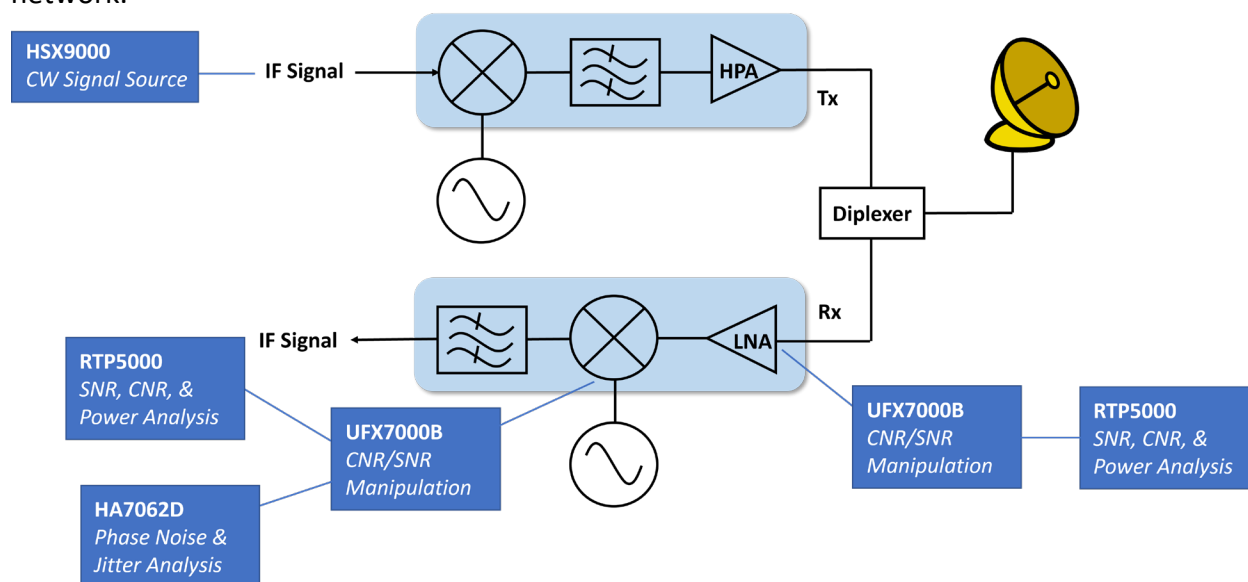 network.
HSX9000
CW Signal Source
IF Signal
HPA
Tx
Diplexer
Rx
LNA
IF Signal
RTP5000
SNR, CNR, &
Power Analysis
UFX7000B
CNR/SNR
Manipulation
HA7062D
Phase Noise &
Jitter Analysis
UFX7000B
CNR/SNR
Manipulation
RTP5000
SNR, CNR, &
Power Analysis